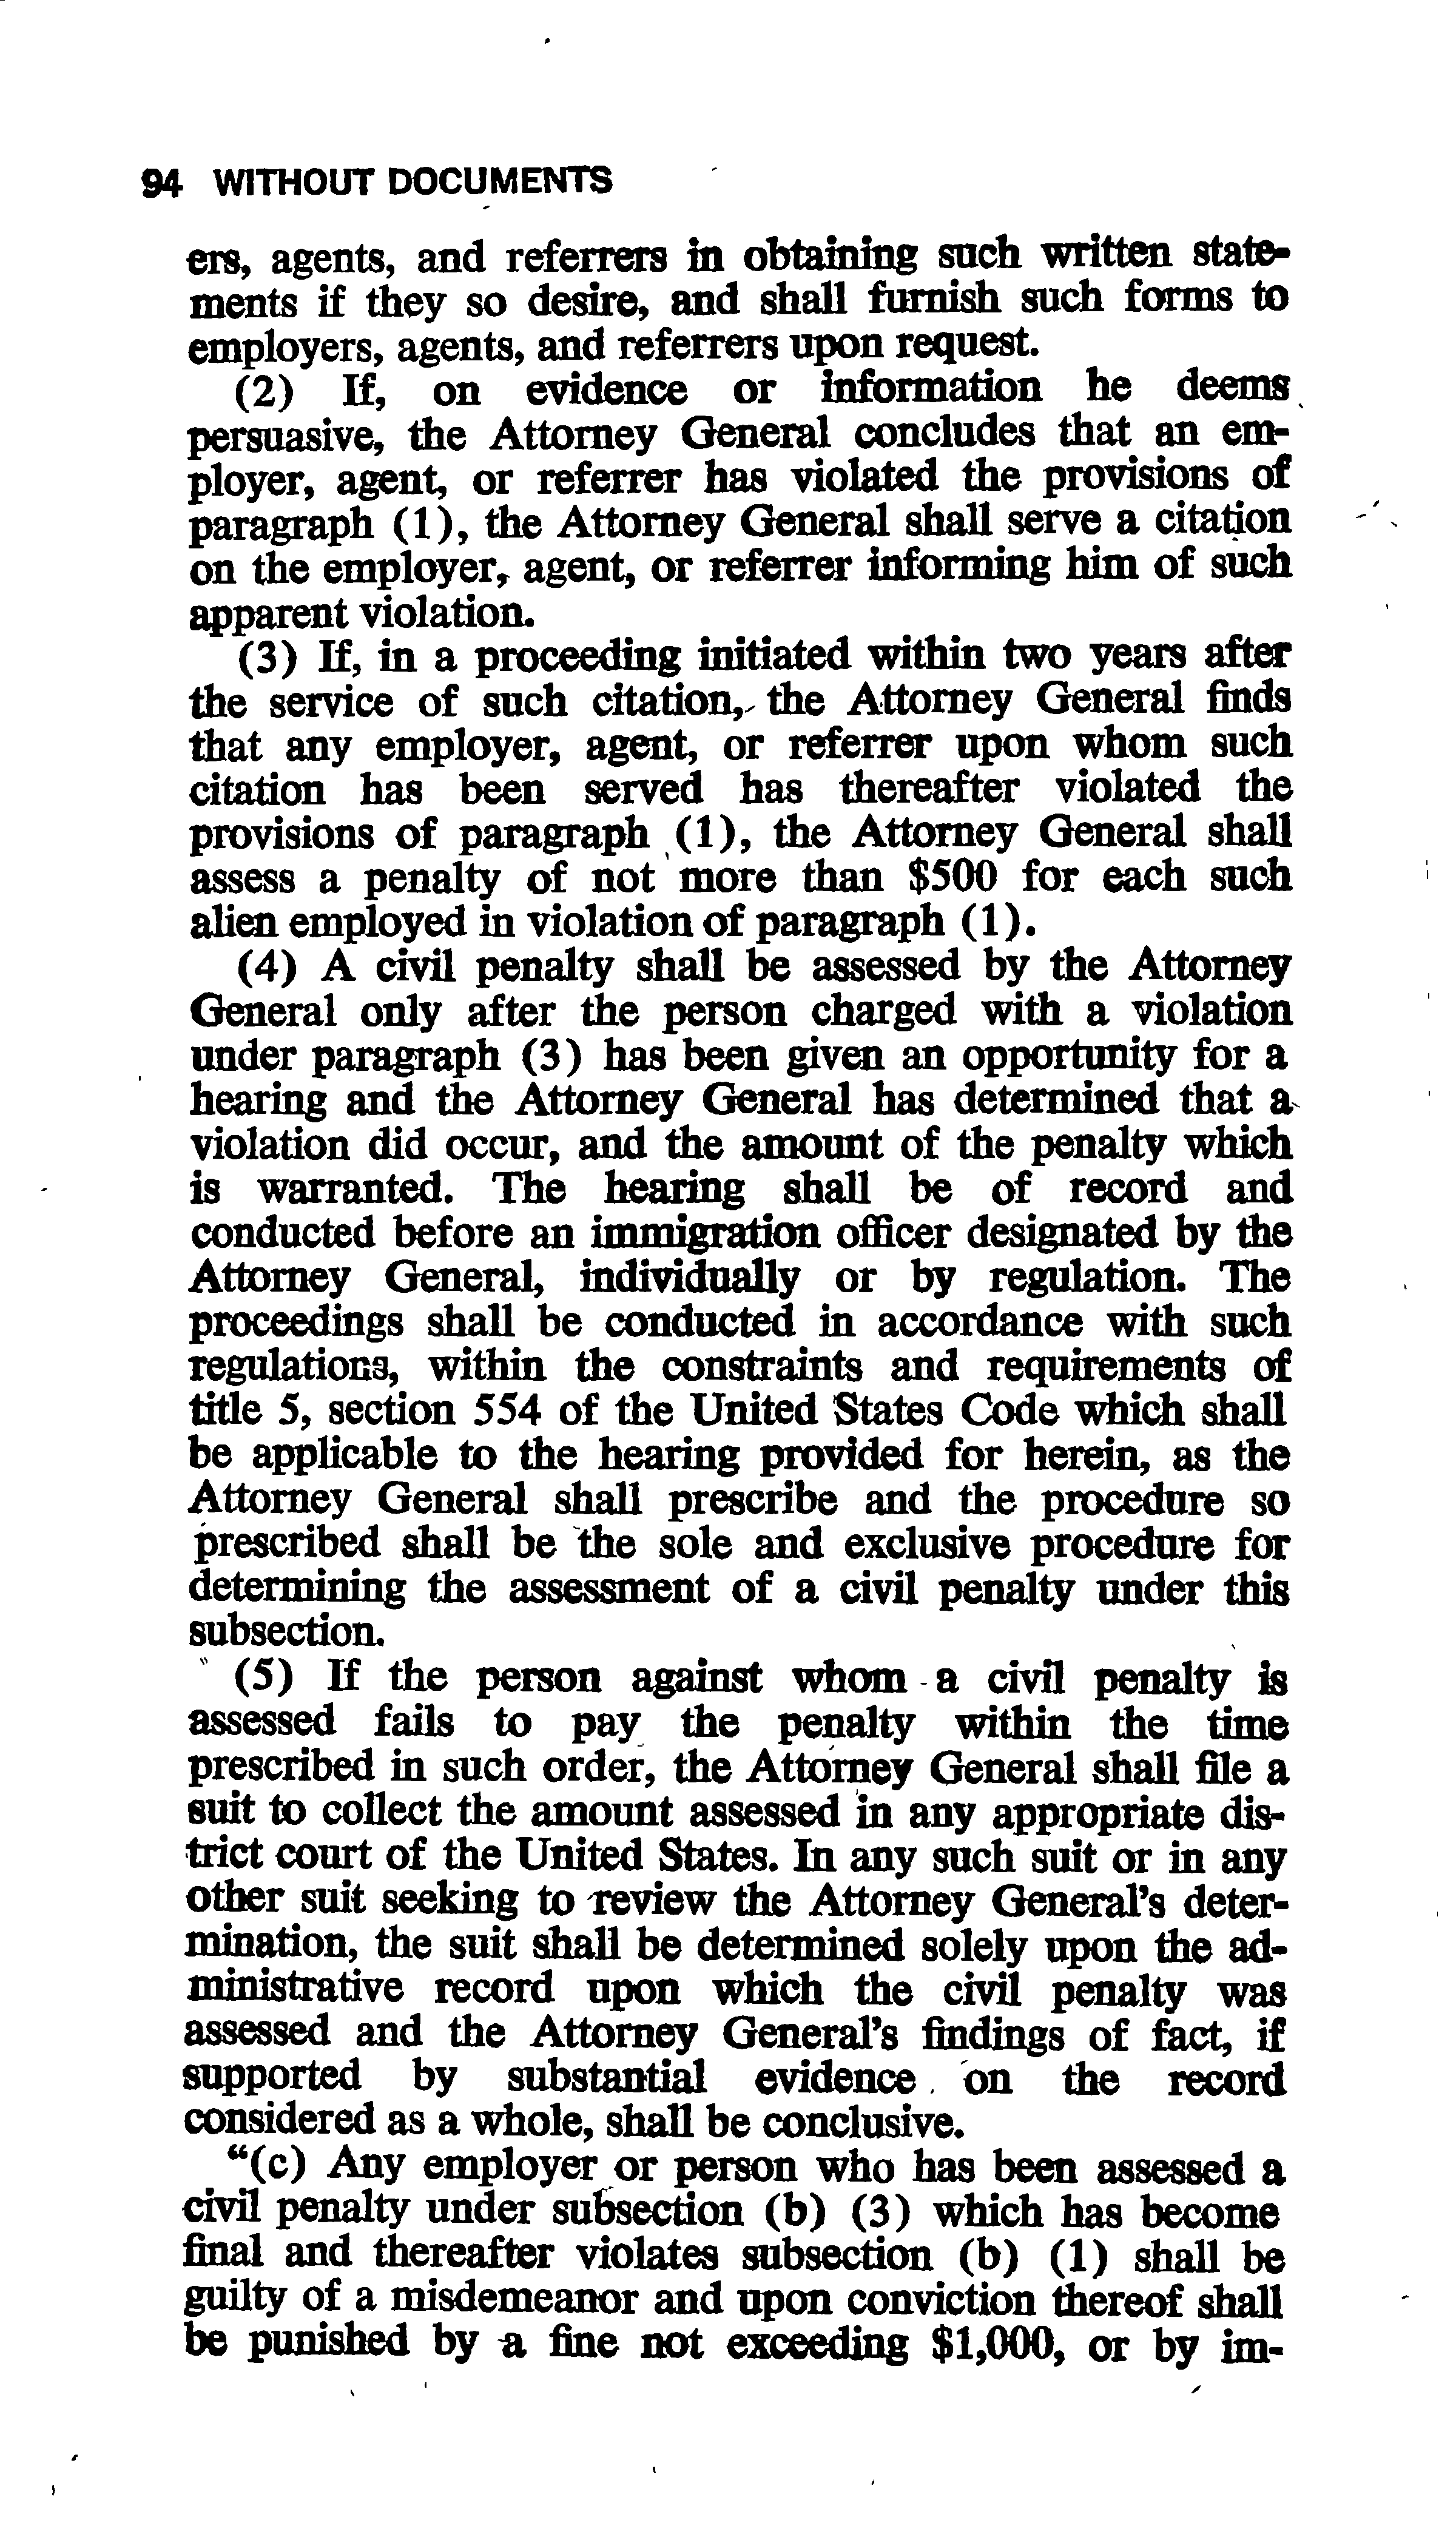 94 WITHOUT DOCUMENTS
ers, agents, and referrers in obtaining such written state-
ments if they so desire, and shall furnish such forms to
employers, agents, and referrers upon request.
(2) If, on evidence or information he deems
persuasive, the Attorney General concludes that an em-
ployer, agent, or referrer has violated the provisions of
paragraph (1), the Attorney General shall serve a citation
on the employer, agent, or referrer informing him of such
apparent violation.
(3) If, in a proceeding initiated within two years after
the service of such citation, the Attorney General finds
that any employer, agent, or referrer upon whom such
citation has been served has thereafter violated the
provisions of paragraph (1), the Attorney General shall
assess a penalty of not more than $500 for each such
alien employed in violation of paragraph (1).
(4) A civil penalty shall be assessed by the Attorney
General only after the person charged with a violation
under paragraph (3) has been given an opportunity for a
hearing and the Attorney General has determined that a
violation did occur, and the amount of the penalty which
is warranted. The hearing shall be of record and
conducted before an immigration officer designated by the
Attorney General, individually or by regulation. The
proceedings shall be conducted in accordance with such
regulations, within the constraints and requirements of
title 5, section 554 of the United States Code which shall
be applicable to the hearing provided for herein, as the
Attorney General shall prescribe and the procedure so
prescribed shall be the sole and exclusive procedure for
determining the assessment of a civil penalty under this
subsection.
(5) If the person against whom a civil penalty is
assessed fails to pay the penalty within the time
prescribed in such order, the Attorney General shall file a
suit to collect the amount assessed in any appropriate dis-
trict court of the United States. In any such suit or in any
other suit seeking to review the Attorney General's deter-
mination, the suit shall be determined solely upon the ad-
ministrative record upon which the civil penalty was
assessed and the Attorney General's findings of fact, if
supported by substantial evidence on the record
considered as a whole, shall be conclusive.
"(c) Any employer or person who has been assessed a
civil penalty under subsection (b) (3) which has become
final and thereafter violates subsection (b) (1) shall be
guilty of a misdemeanor and upon conviction thereof shall
be punished by a fine not exceeding $1,000, or by im-